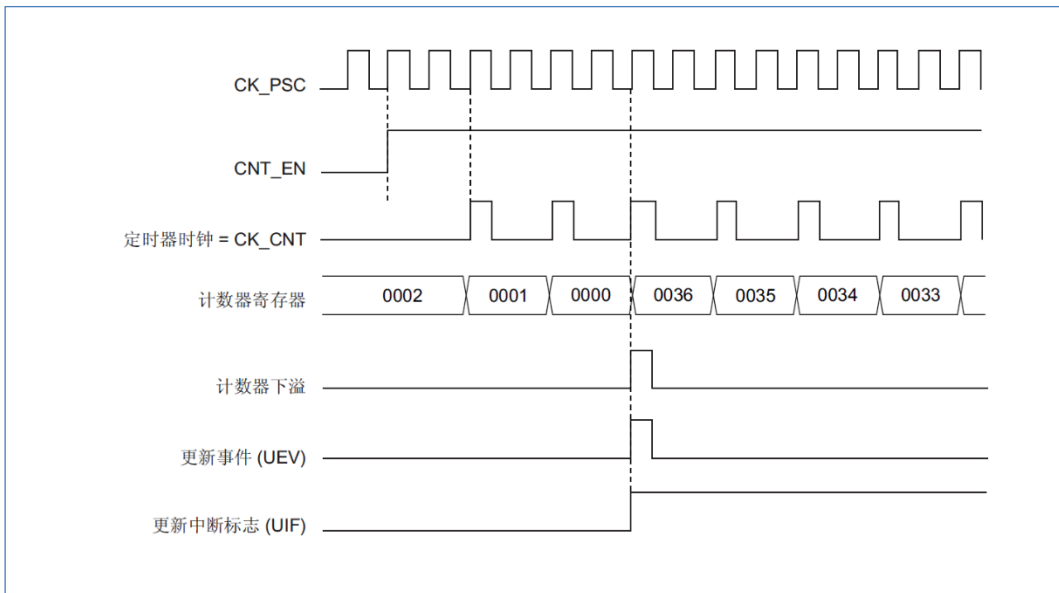 CK_PSC
CNT_EN
定时器时钟 = CK_CNT
计数器寄存器 0002 0001 0000 0036 0035 0034 0033
计数器下溢
更新事件 (UEV)
更新中断标志 (UIF)